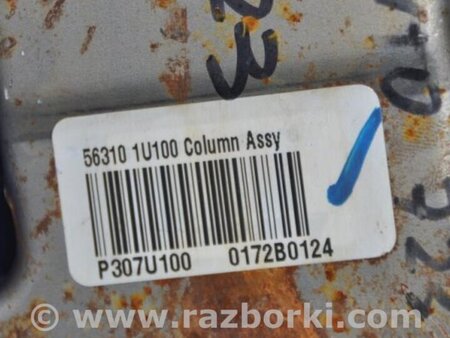 56310 1U100 Column Assy
P307U100 0172B0124
www.razborki.com